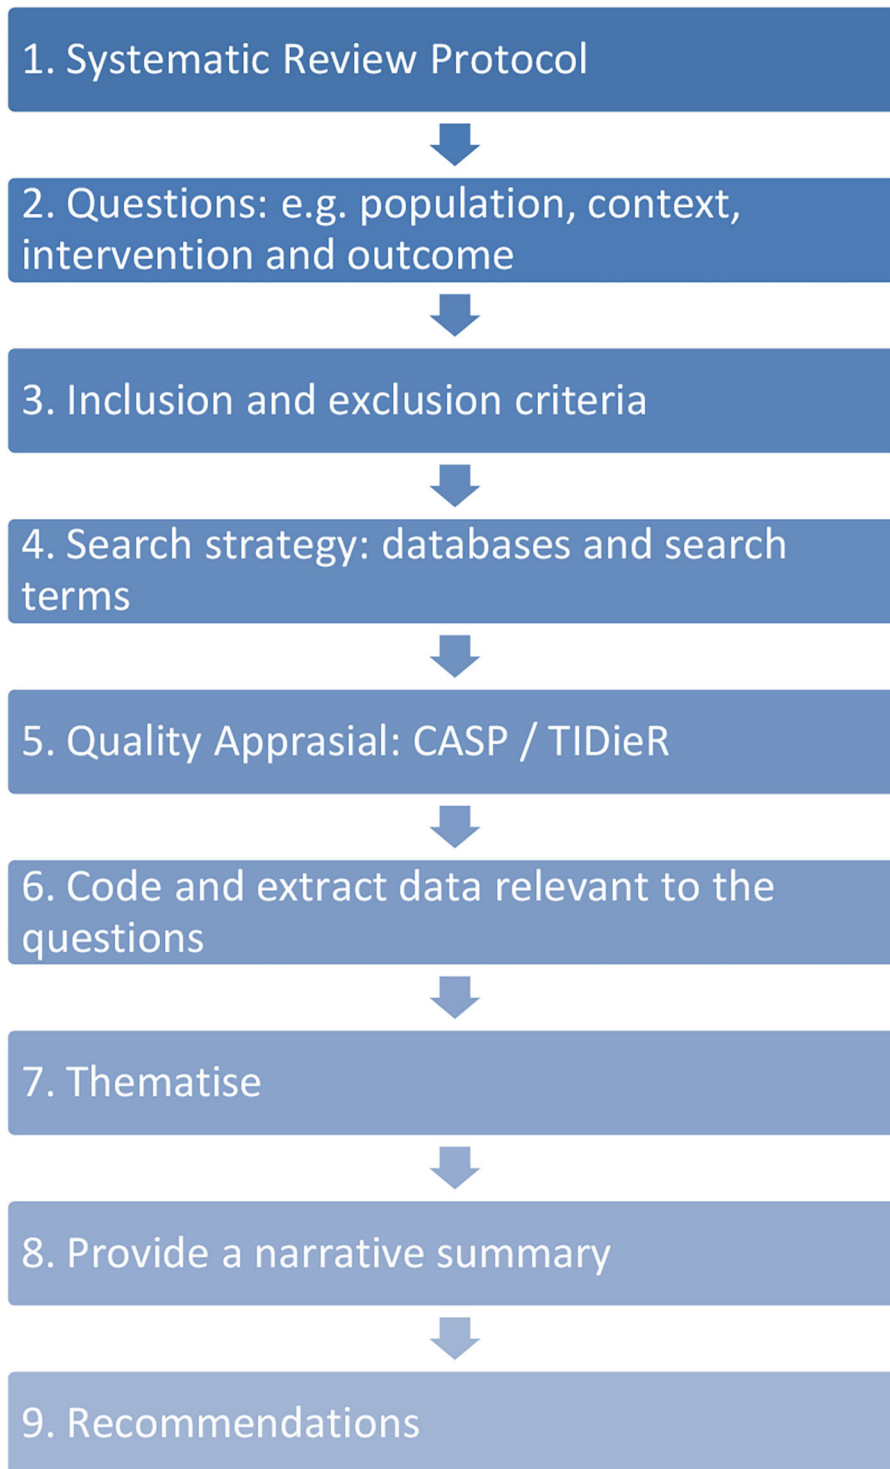 1. Systematic Review Protocol
2. Questions: e.g. population, context,
intervention and outcome
3. Inclusion and exclusion criteria
4. Search strategy: databases and search
terms
5. Quality Apprasial: CASP / TIDieR
6. Code and extract data relevant to the
questions
7. Thematise
8. Provide a narrative summary
9. Recommendations